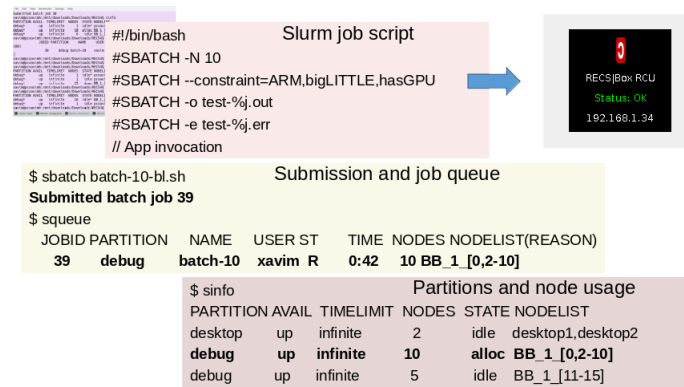 Submitted batch job 38
Slurm job script
#!/bin/bash
#SBATCH -N 10
#SBATCH --constraint=ARM,bigLITTLE,hasGPU
#SBATCH -o test-%j.out
#SBATCH -e test-%j.err
// App invocation
RECS|Box RCU
Status: OK
192.168.1.34
Submission and job queue
$ sbatch batch-10-bl.sh
Submitted batch job 39
$ squeue
JOBID PARTITION NAME USER ST TIME NODES NODELIST(REASON)
39 debug batch-10 xavim R 0:42 10 BB_1_[0,2-10]
Partitions and node usage
$ sinfo
PARTITION AVAIL TIMELIMIT NODES STATE NODELIST
desktop up infinite 2 idle desktop1,desktop2
debug up infinite 10 alloc BB_1_[0,2-10]
debug up infinite 5 idle BB_1_[11-15]